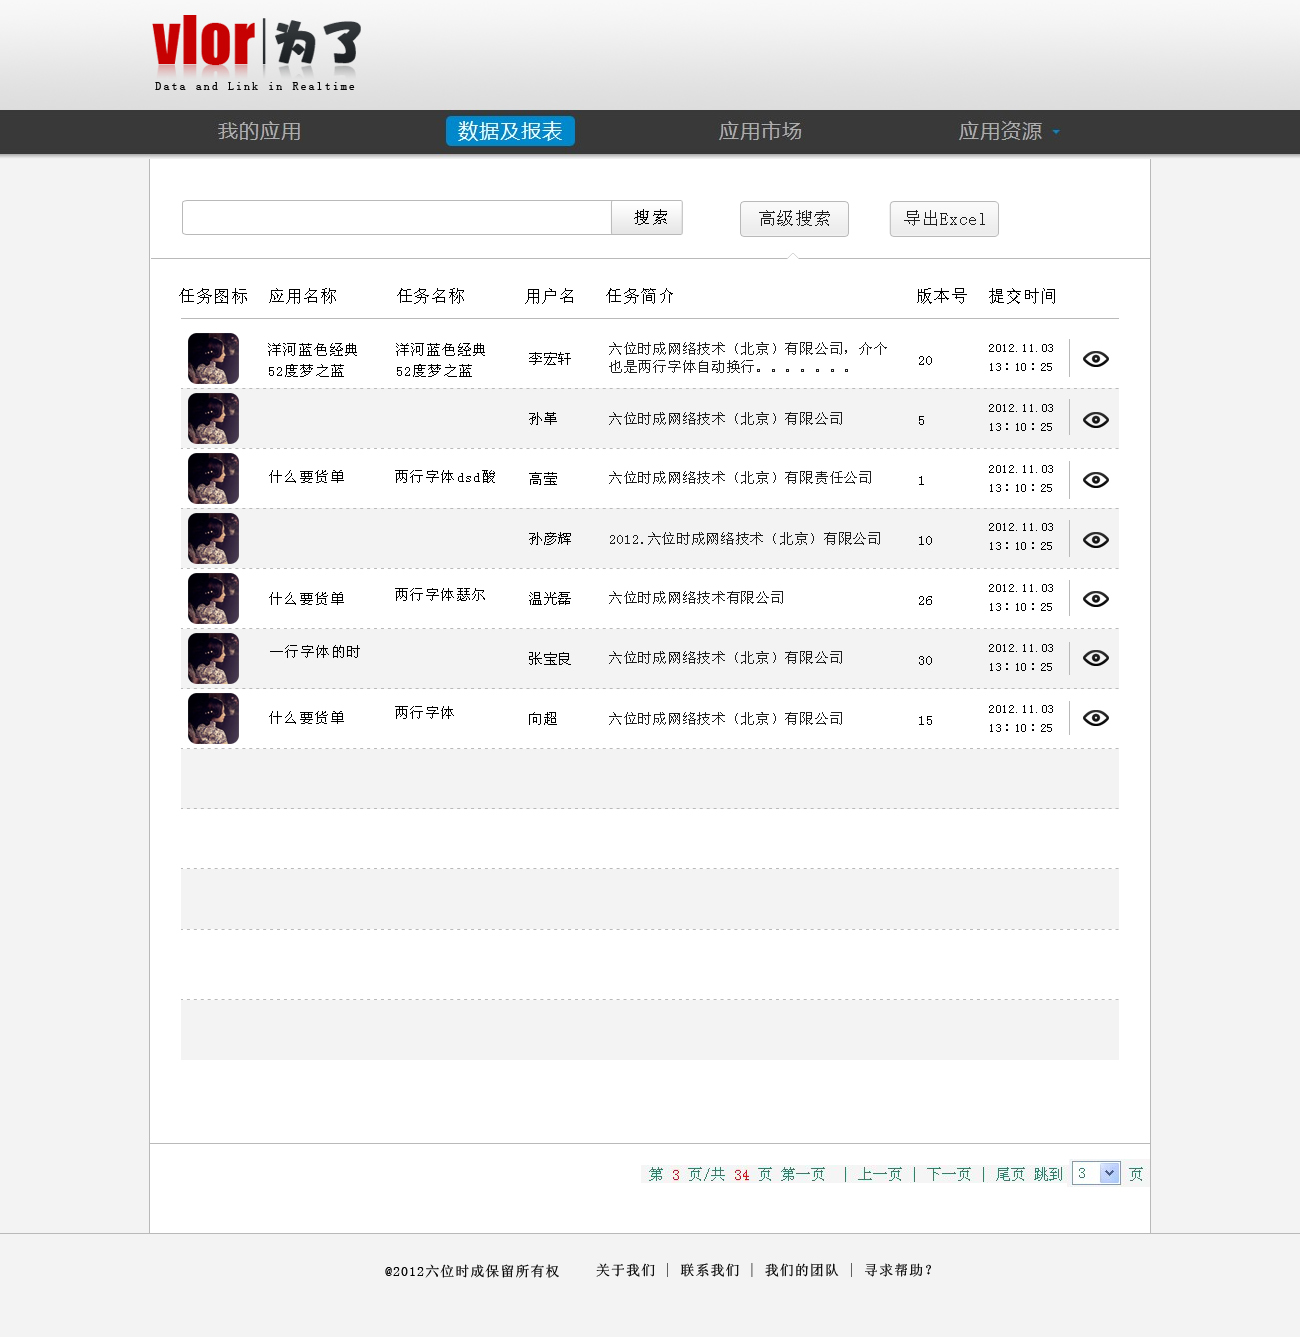 vlor 为了
Data and Link in Realtime
我的应用 数据及报表 应用市场 应用资源
搜索 高级搜索 导出Excel
任务图标 应用名称 任务名称 用户名 任务简介 版本号 提交时间
洋河蓝色经典
52度梦之蓝
洋河蓝色经典
52度梦之蓝
李宏轩
六位时成网络技术（北京）有限公司，介个
也是两行字体自动换行。。。。。。。
20
2012.11.03
13：10：25
孙革 六位时成网络技术（北京）有限公司 5
2012.11.03
13：10：25
什么要货单 两行字体dsd酸 高莹 六位时成网络技术（北京）有限责任公司 1
2012.11.03
13：10：25
孙彦辉 2012.六位时成网络技术（北京）有限公司 10
2012.11.03
13：10：25
什么要货单 两行字体瑟尔 温光磊 六位时成网络技术有限公司 26
2012.11.03
13：10：25
一行字体的时 张宝良 六位时成网络技术（北京）有限公司 30
2012.11.03
13：10：25
什么要货单 两行字体 向超 六位时成网络技术（北京）有限公司 15
2012.11.03
13：10：25
第 3 页/共 34 页 第一页 | 上一页 | 下一页 | 尾页 跳到 3 页
@2012六位时成保留所有权 关于我们 | 联系我们 | 我们的团队 | 寻求帮助?